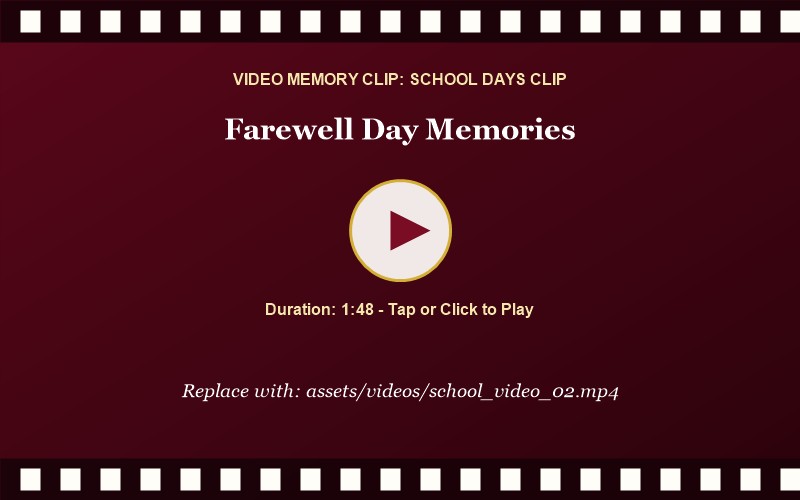 VIDEO MEMORY CLIP: SCHOOL DAYS CLIP
Farewell Day Memories
Duration: 1:48 - Tap or Click to Play
Replace with: assets/videos/school_video_02.mp4